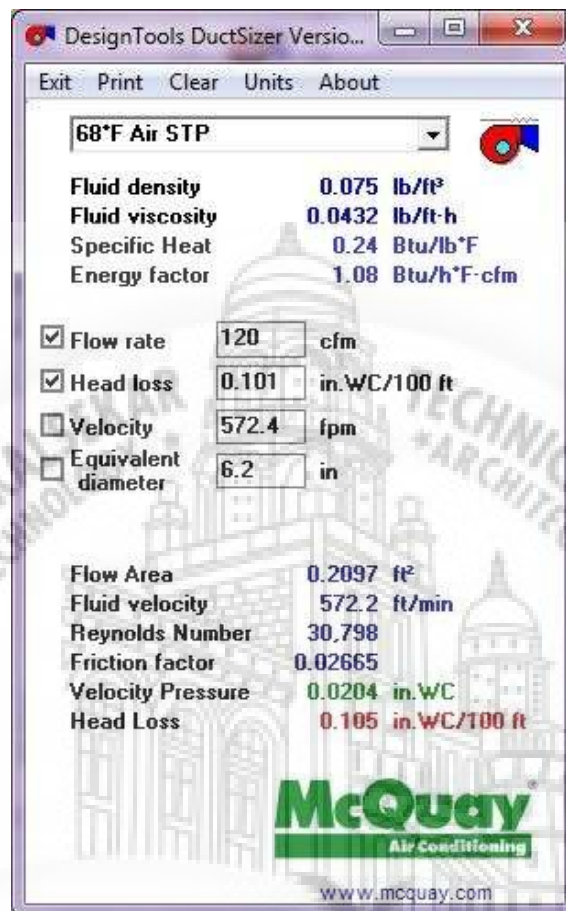 DesignTools DuctSizer Versio...
Exit Print Clear Units About
68°F Air STP
Fluid density 0.075 lb/ft³
Fluid viscosity 0.0432 lb/ft·h
Specific Heat 0.24 Btu/lb°F
Energy factor 1.08 Btu/h°F·cfm
Flow rate 120 cfm
Head loss 0.101 in.WC/100 ft
Velocity 572.4 fpm
Equivalent
diameter 6.2 in
Flow Area 0.2097 ft²
Fluid velocity 572.2 ft/min
Reynolds Number 30,798
Friction factor 0.02665
Velocity Pressure 0.0204 in.WC
Head Loss 0.105 in.WC/100 ft
McQuay
Air Conditioning
www.mcquay.com